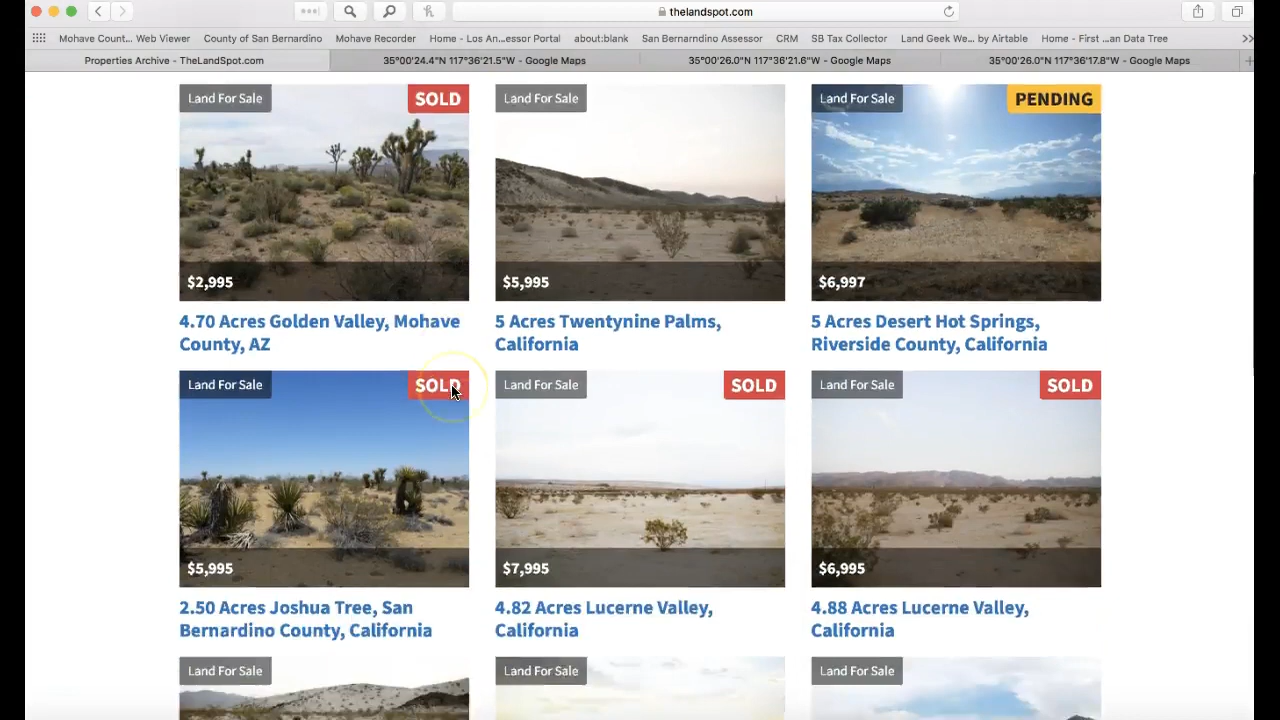 thelandspot.com
Mohave Count... Web Viewer County of San Bernardino Mohave Recorder Home - Los An...essor Portal about:blank San Bernarndino Assessor CRM SB Tax Collector Land Geek We... by Airtable Home - First ...an Data Tree
Properties Archive - TheLandSpot.com 35°00'24.4"N 117°36'21.5"W - Google Maps 35°00'26.0"N 117°36'21.6"W - Google Maps 35°00'26.0"N 117°36'17.8"W - Google Maps
Land For Sale SOLD Land For Sale Land For Sale PENDING
$2,995 $5,995 $6,997
4.70 Acres Golden Valley, Mohave
County, AZ
5 Acres Twentynine Palms,
California
5 Acres Desert Hot Springs,
Riverside County, California
Land For Sale SOLD Land For Sale SOLD Land For Sale SOLD
$5,995 $7,995 $6,995
2.50 Acres Joshua Tree, San
Bernardino County, California
4.82 Acres Lucerne Valley,
California
4.88 Acres Lucerne Valley,
California
Land For Sale Land For Sale Land For Sale